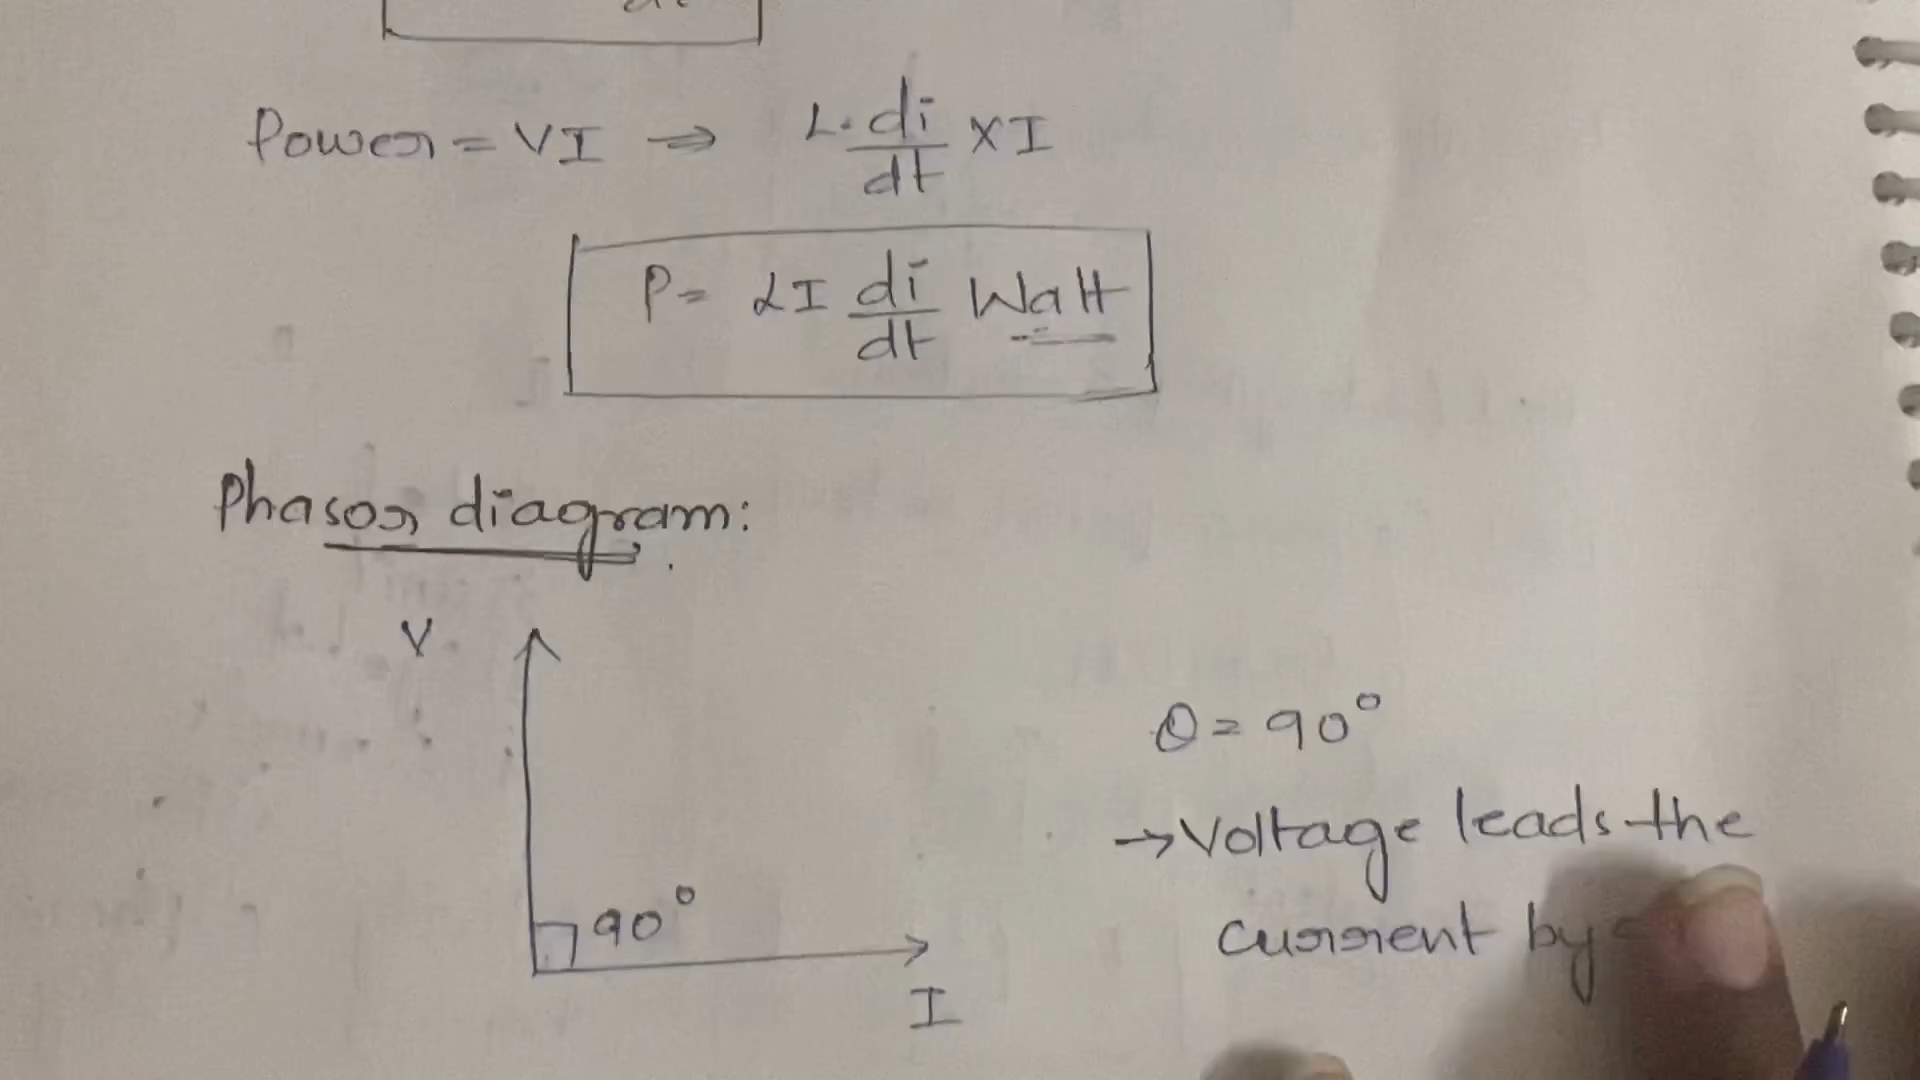 Power = VI ⇒ L. di/dt × I
P = LI di/dt Watt
Phasor diagram:
V
90°
I
θ = 90°
→ Voltage leads the
current by